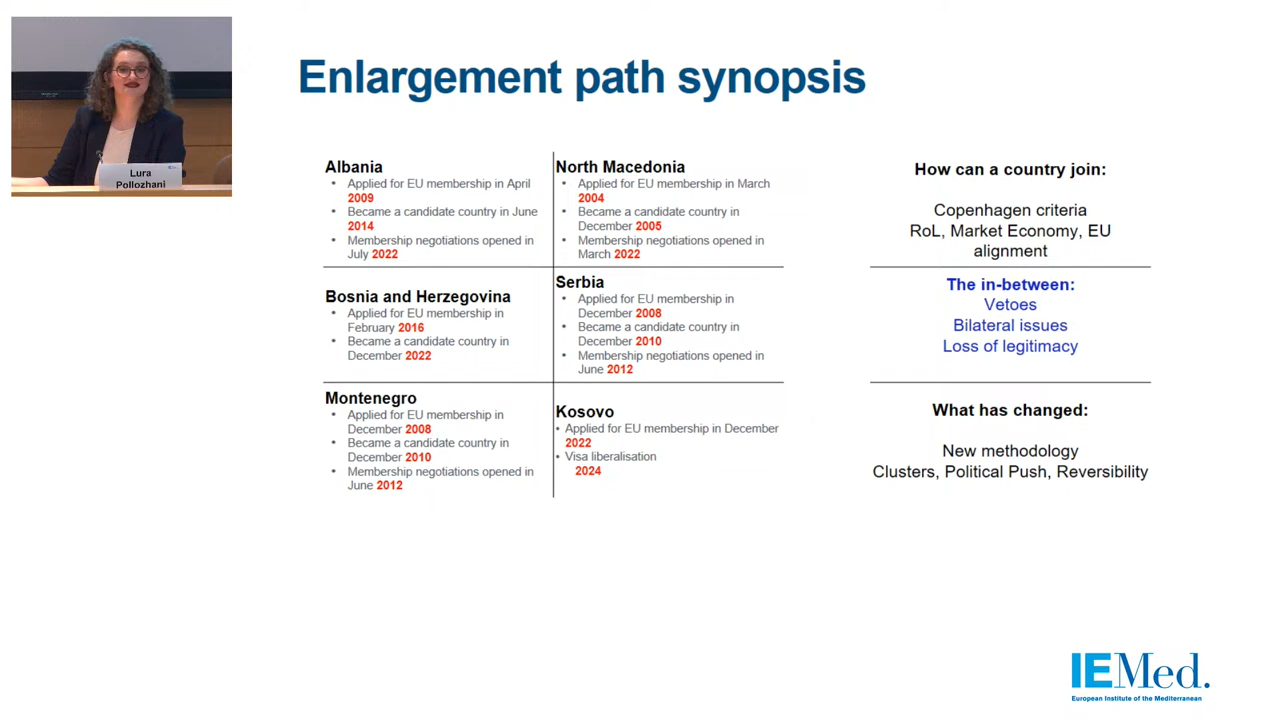 Enlargement path synopsis
Lura
Pollozhani
Albania
• Applied for EU membership in April
2009
• Became a candidate country in June
2014
• Membership negotiations opened in
July 2022
North Macedonia
• Applied for EU membership in March
2004
• Became a candidate country in
December 2005
• Membership negotiations opened in
March 2022
Bosnia and Herzegovina
• Applied for EU membership in
February 2016
• Became a candidate country in
December 2022
Serbia
• Applied for EU membership in
December 2008
• Became a candidate country in
December 2010
• Membership negotiations opened in
June 2012
Montenegro
• Applied for EU membership in
December 2008
• Became a candidate country in
December 2010
• Membership negotiations opened in
June 2012
Kosovo
• Applied for EU membership in December
2022
• Visa liberalisation
2024
How can a country join:
Copenhagen criteria
RoL, Market Economy, EU
alignment
The in-between:
Vetoes
Bilateral issues
Loss of legitimacy
What has changed:
New methodology
Clusters, Political Push, Reversibility
IEMed.
European Institute of the Mediterranean